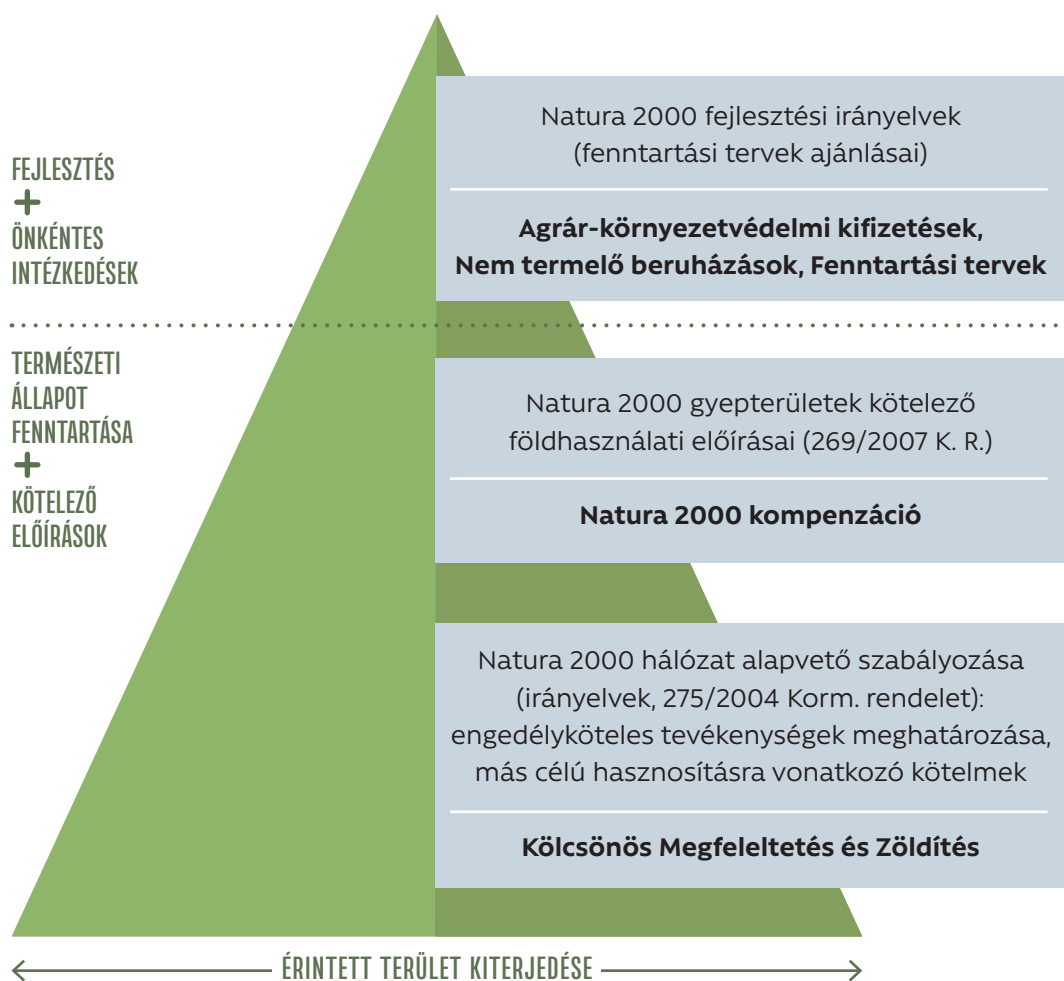 FEJLESZTÉS
+
ÖNKÉNTES
INTÉZKEDÉSEK
Natura 2000 fejlesztési irányelvek
(fenntartási tervek ajánlásai)
Agrár-környezetvédelmi kifizetések,
Nem termelő beruházások, Fenntartási tervek
TERMÉSZETI
ÁLLAPOT
FENNTARTÁSA
+
KÖTELEZŐ
ELŐÍRÁSOK
Natura 2000 gyepterületek kötelező
földhasználati előírásai (269/2007 K. R.)
Natura 2000 kompenzáció
Natura 2000 hálózat alapvető szabályozása
(irányelvek, 275/2004 Korm. rendelet):
engedélyköteles tevékenységek meghatározása,
más célú hasznosításra vonatkozó kötelmek
Kölcsönös Megfeleltetés és Zöldítés
ÉRINTETT TERÜLET KITERJEDÉSE